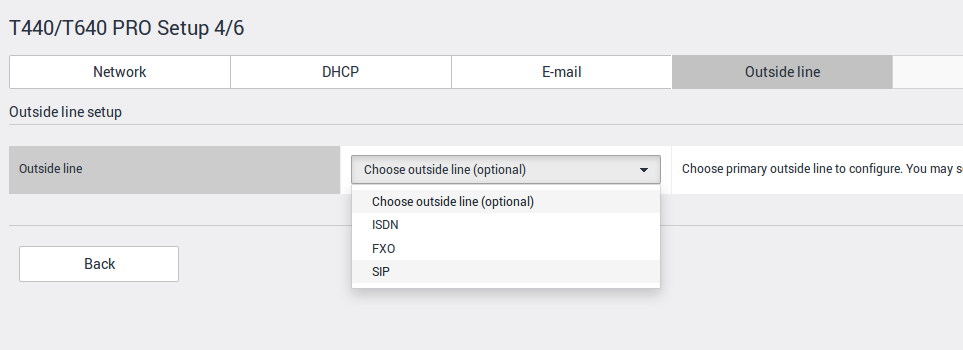 T440/T640 PRO Setup 4/6
Network DHCP E-mail Outside line
Outside line setup
Outside line Choose outside line (optional) Choose primary outside line to configure. You may
Choose outside line (optional)
ISDN
FXO
SIP
Back